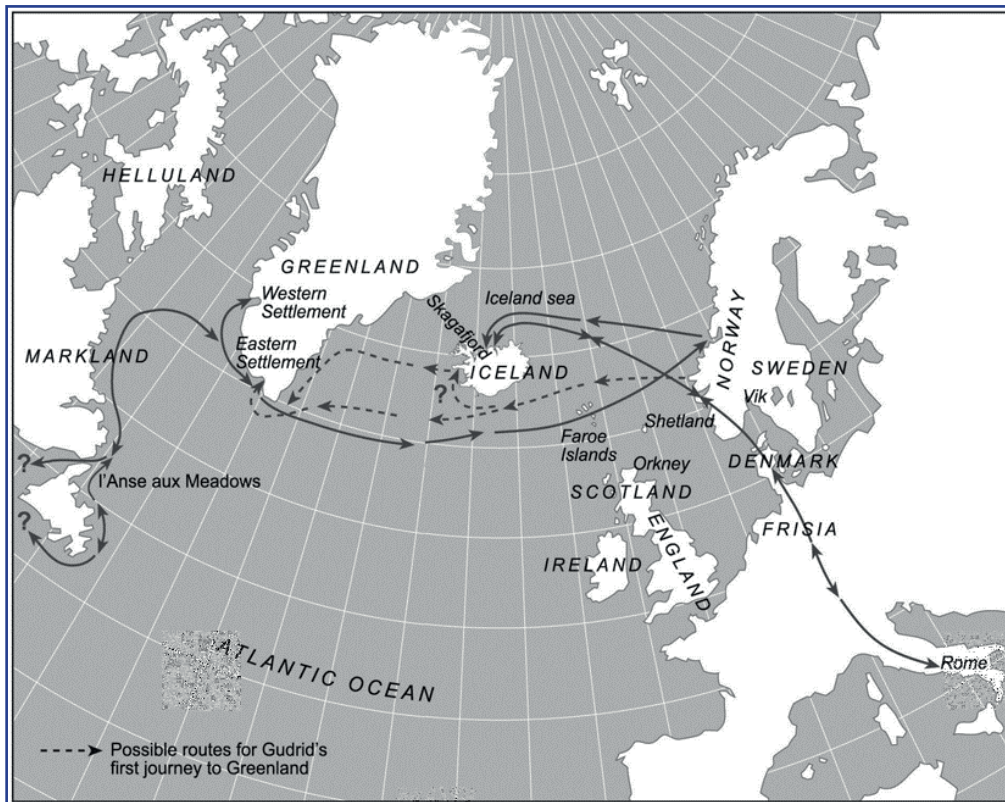 HELLULAND
GREENLAND
Western
Settlement
Eastern
Settlement
MARKLAND
Skagafjord
Iceland sea
ICELAND
?
NORWAY
SWEDEN
Vik
Shetland
Faroe
Islands
Orkney
DENMARK
SCOTLAND
FRISIA
ENGLAND
IRELAND
?
l'Anse aux Meadows
?
Rome
ATLANTIC OCEAN
Possible routes for Gudrid's
first journey to Greenland